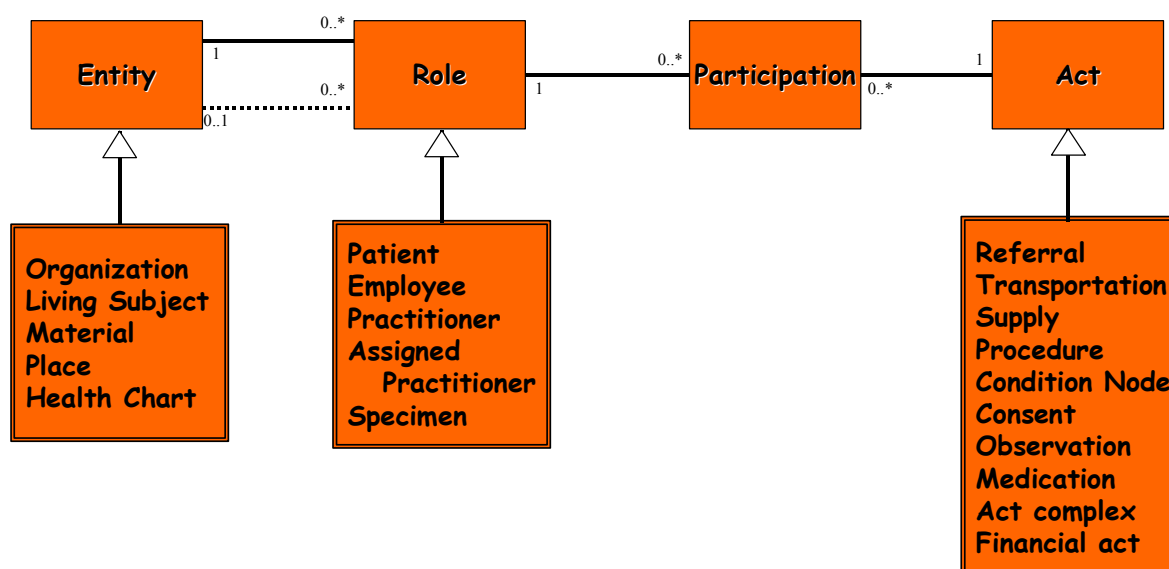 0..*
0..*
1
Entity
Role
Participation
Act
1
0..*
0..1
1
0..*
Organization
Living Subject
Material
Place
Health Chart
Patient
Employee
Practitioner
Assigned
Practitioner
Specimen
Referral
Transportation
Supply
Procedure
Condition Node
Consent
Observation
Medication
Act complex
Financial act